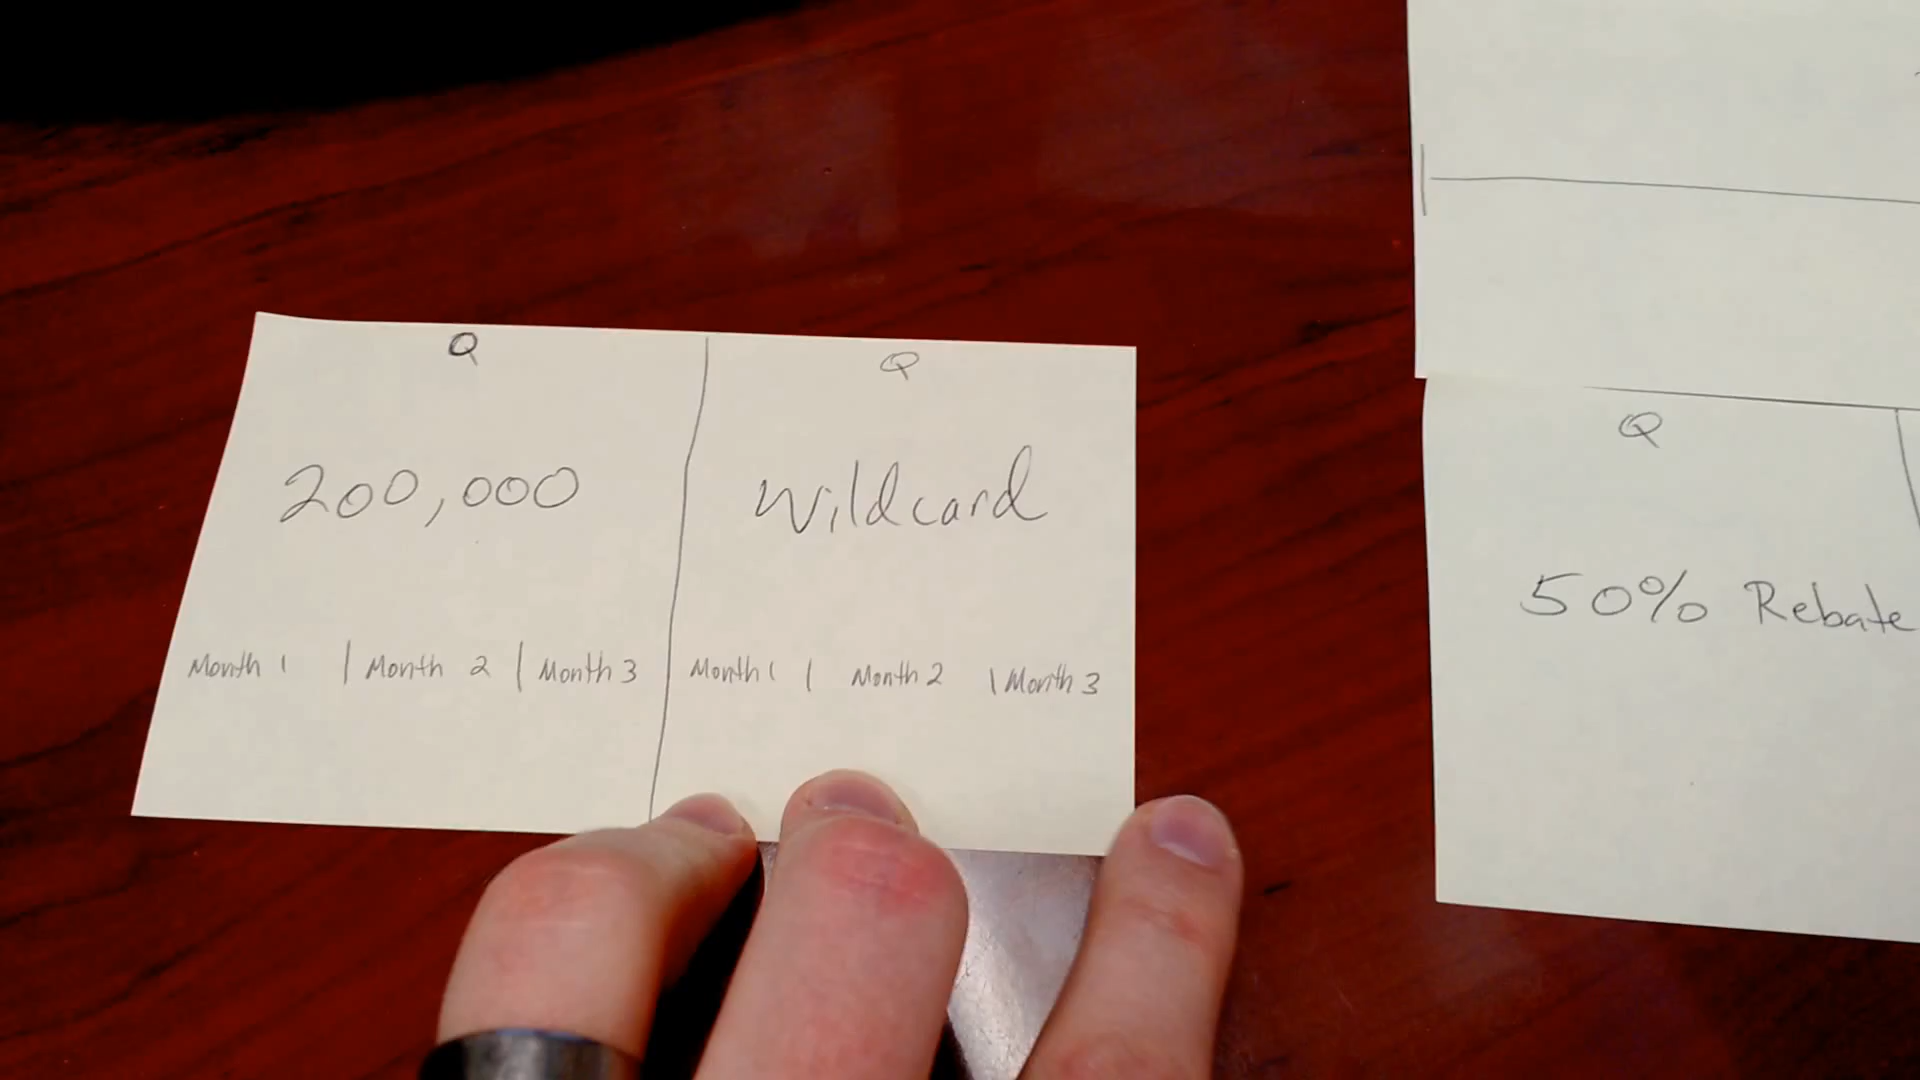 Q
200,000
Month 1 | Month 2 | Month 3
Q
Wildcard
Month 1 | Month 2 | Month 3
Q
50% Rebate